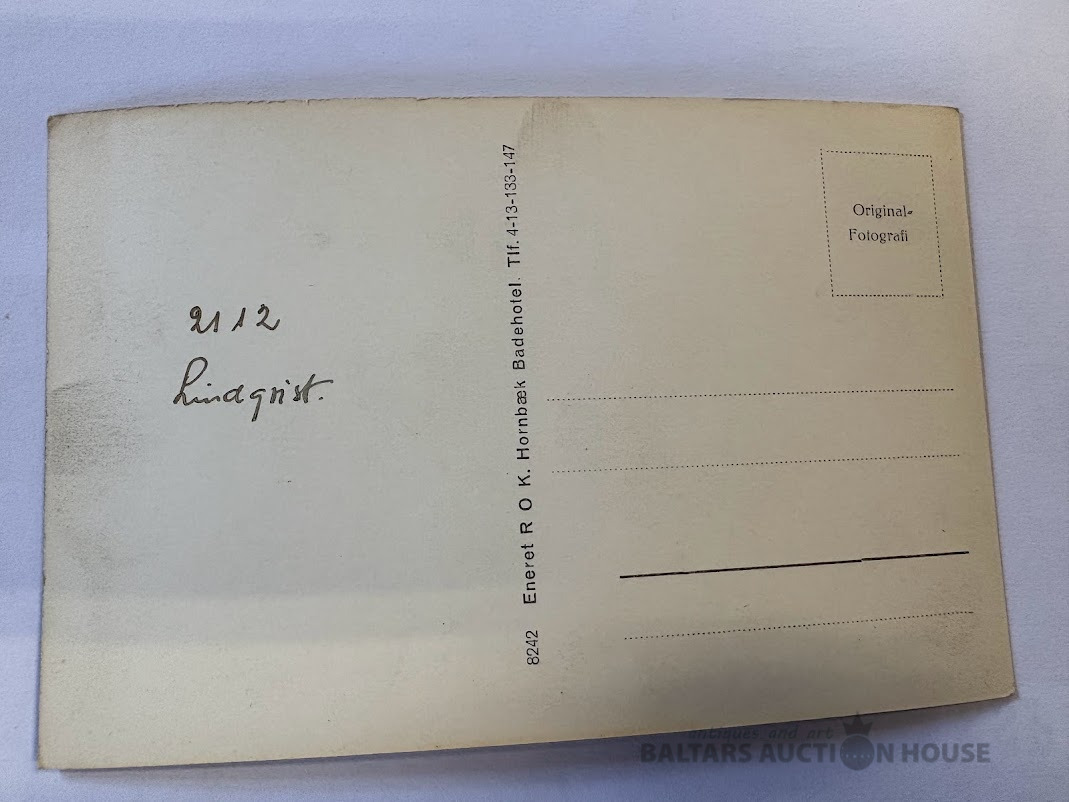 2112
Lindqvist.
8242 Eneret R O K. Hornbæk Badehotel. Tlf. 4-13-133-147
Original-
Fotografi
antiques and art
BALTARS AUCTION HOUSE